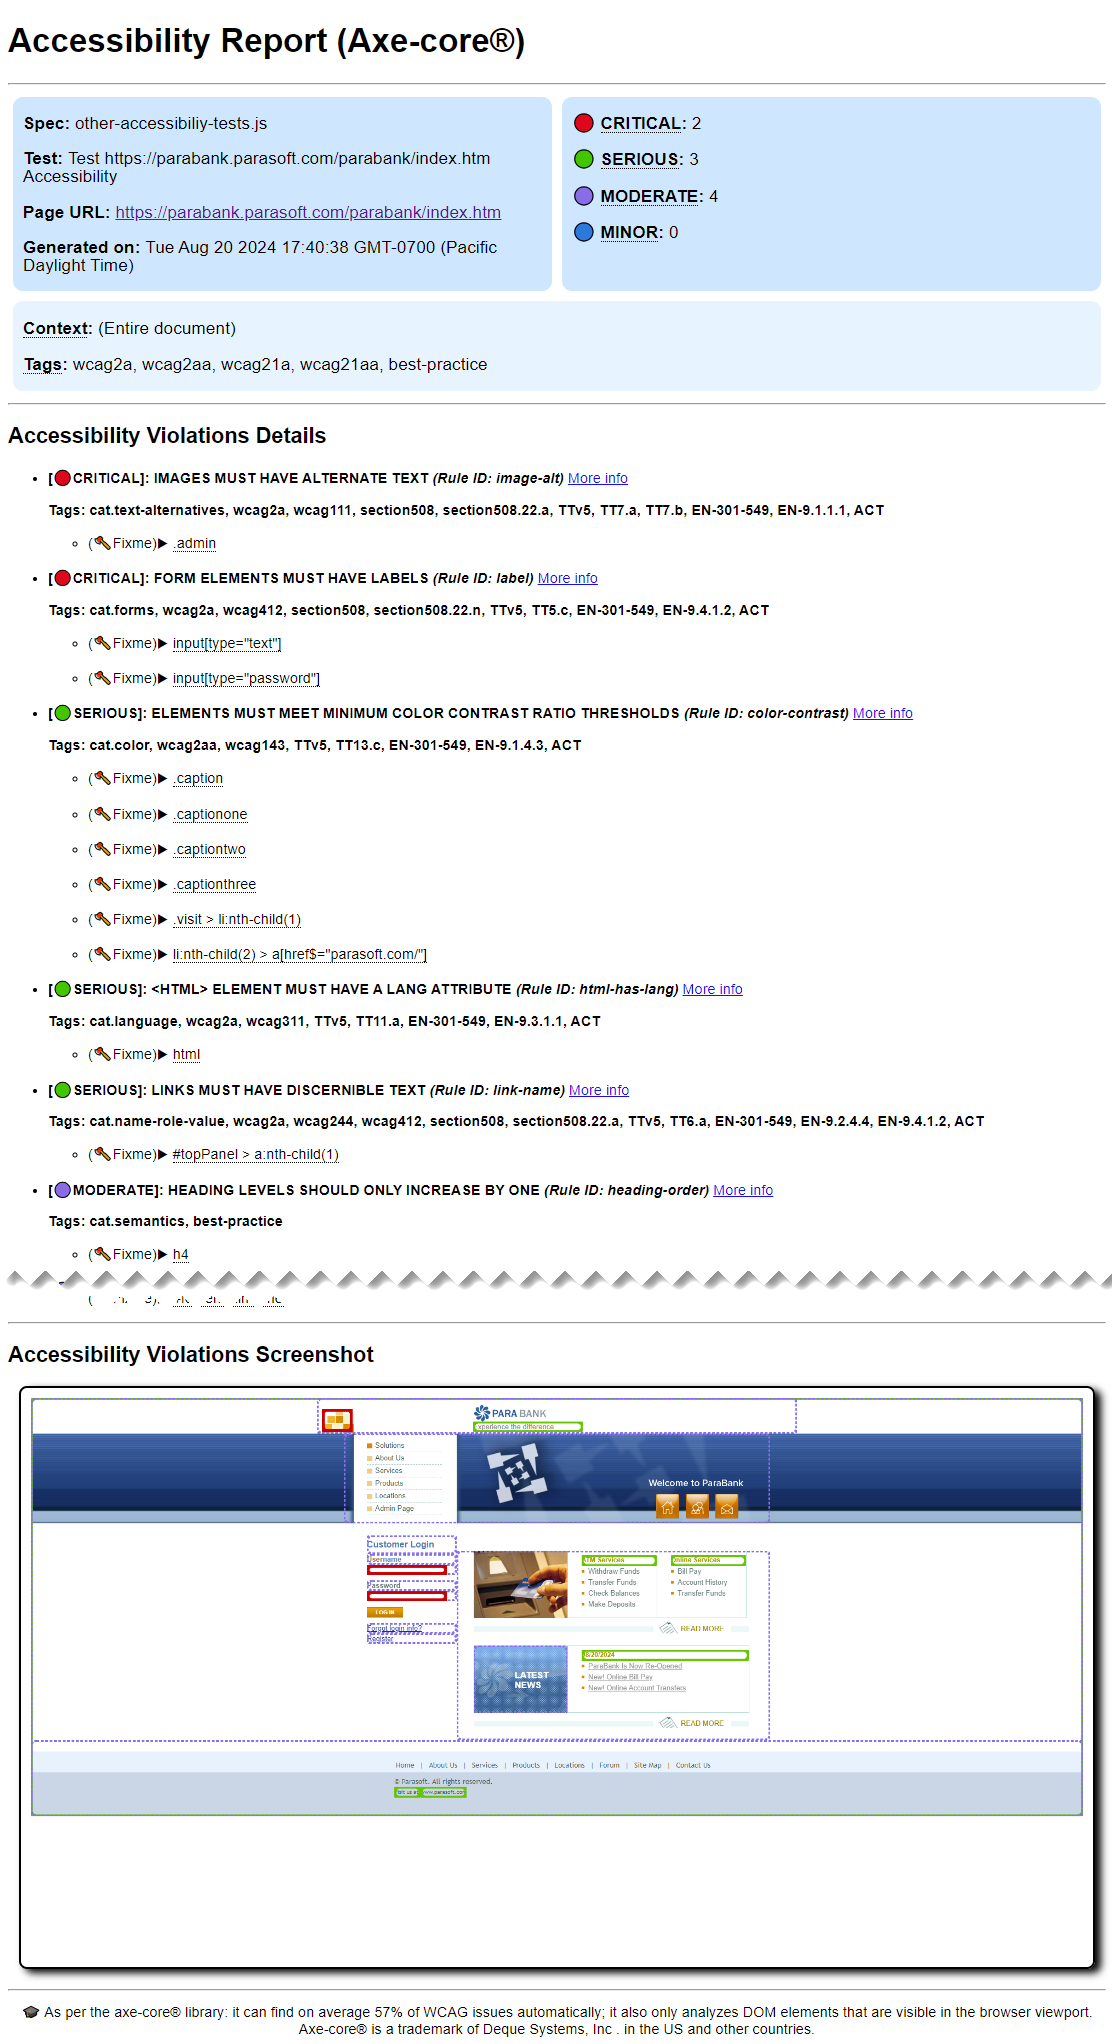 Accessibility Report (Axe-core®)
Spec: other-accessibiliy-tests.js
Test: Test https://parabank.parasoft.com/parabank/index.htm
Accessibility
Page URL: https://parabank.parasoft.com/parabank/index.htm
Generated on: Tue Aug 20 2024 17:40:38 GMT-0700 (Pacific
Daylight Time)
CRITICAL: 2
SERIOUS: 3
MODERATE: 4
MINOR: 0
Context: (Entire document)
Tags: wcag2a, wcag2aa, wcag21a, wcag21aa, best-practice
Accessibility Violations Details
[CRITICAL]: IMAGES MUST HAVE ALTERNATE TEXT (Rule ID: image-alt) More info
Tags: cat.text-alternatives, wcag2a, wcag111, section508, section508.22.a, TTv5, TT7.a, TT7.b, EN-301-549, EN-9.1.1.1, ACT
(Fixme) .admin
[CRITICAL]: FORM ELEMENTS MUST HAVE LABELS (Rule ID: label) More info
Tags: cat.forms, wcag2a, wcag412, section508, section508.22.n, TTv5, TT5.c, EN-301-549, EN-9.4.1.2, ACT
(Fixme) input[type="text"]
(Fixme) input[type="password"]
[SERIOUS]: ELEMENTS MUST MEET MINIMUM COLOR CONTRAST RATIO THRESHOLDS (Rule ID: color-contrast) More info
Tags: cat.color, wcag2aa, wcag143, TTv5, TT13.c, EN-301-549, EN-9.1.4.3, ACT
(Fixme) .caption
(Fixme) .captionone
(Fixme) .captiontwo
(Fixme) .captionthree
(Fixme) .visit > li:nth-child(1)
(Fixme) li:nth-child(2) > a[href$="parasoft.com/"]
[SERIOUS]: <HTML> ELEMENT MUST HAVE A LANG ATTRIBUTE (Rule ID: html-has-lang) More info
Tags: cat.language, wcag2a, wcag311, TTv5, TT11.a, EN-301-549, EN-9.3.1.1, ACT
(Fixme) html
[SERIOUS]: LINKS MUST HAVE DISCERNIBLE TEXT (Rule ID: link-name) More info
Tags: cat.name-role-value, wcag2a, wcag244, wcag412, section508, section508.22.a, TTv5, TT6.a, EN-301-549, EN-9.2.4.4, EN-9.4.1.2, ACT
(Fixme) #topPanel > a:nth-child(1)
[MODERATE]: HEADING LEVELS SHOULD ONLY INCREASE BY ONE (Rule ID: heading-order) More info
Tags: cat.semantics, best-practice
(Fixme) h4
Accessibility Violations Screenshot
PARA BANK
Experience the difference
Solutions
About Us
Services
Products
Locations
Admin Page
Welcome to ParaBank
Customer Login
Username
Password
LOG IN
Forgot login info?
Register
ATM Services
Withdraw Funds
Transfer Funds
Check Balances
Make Deposits
Online Services
Bill Pay
Account History
Transfer Funds
READ MORE
LATEST
NEWS
8/20/2024
ParaBank Is Now Re-Opened
New! Online Bill Pay
New! Online Account Transfers
READ MORE
Home | About Us | Services | Products | Locations | Forum | Site Map | Contact Us
© Parasoft. All rights reserved.
Visit us at www.parasoft.com
As per the axe-core® library: it can find on average 57% of WCAG issues automatically; it also only analyzes DOM elements that are visible in the browser viewport.
Axe-core® is a trademark of Deque Systems, Inc . in the US and other countries.